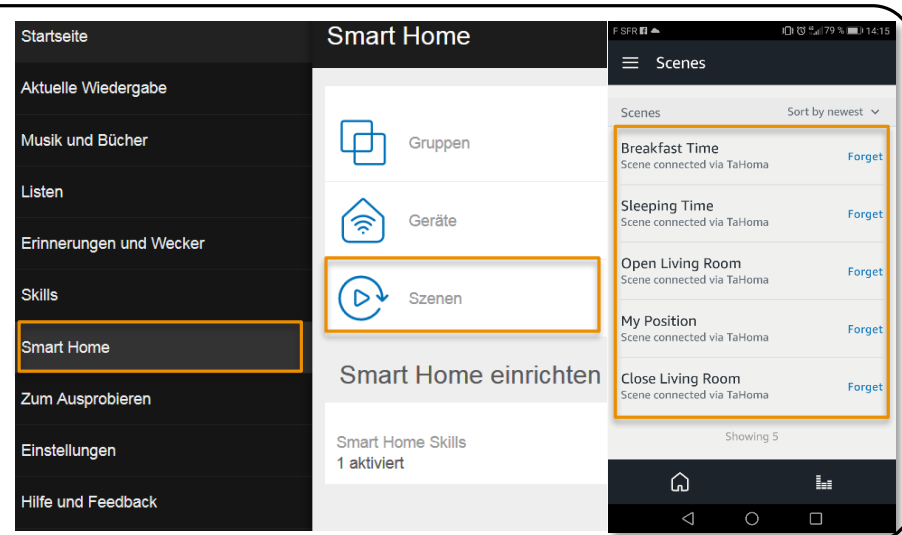 Startseite
Aktuelle Wiedergabe
Musik und Bücher
Listen
Erinnerungen und Wecker
Skills
Smart Home
Zum Ausprobieren
Einstellungen
Hilfe und Feedback
Smart Home
Gruppen
Geräte
Szenen
Smart Home einrichten
Smart Home Skills
1 aktiviert
F SFR 79 % 14:15
Scenes
Scenes Sort by newest
Breakfast Time
Scene connected via TaHoma
Forget
Sleeping Time
Scene connected via TaHoma
Forget
Open Living Room
Scene connected via TaHoma
Forget
My Position
Scene connected via TaHoma
Forget
Close Living Room
Scene connected via TaHoma
Forget
Showing 5